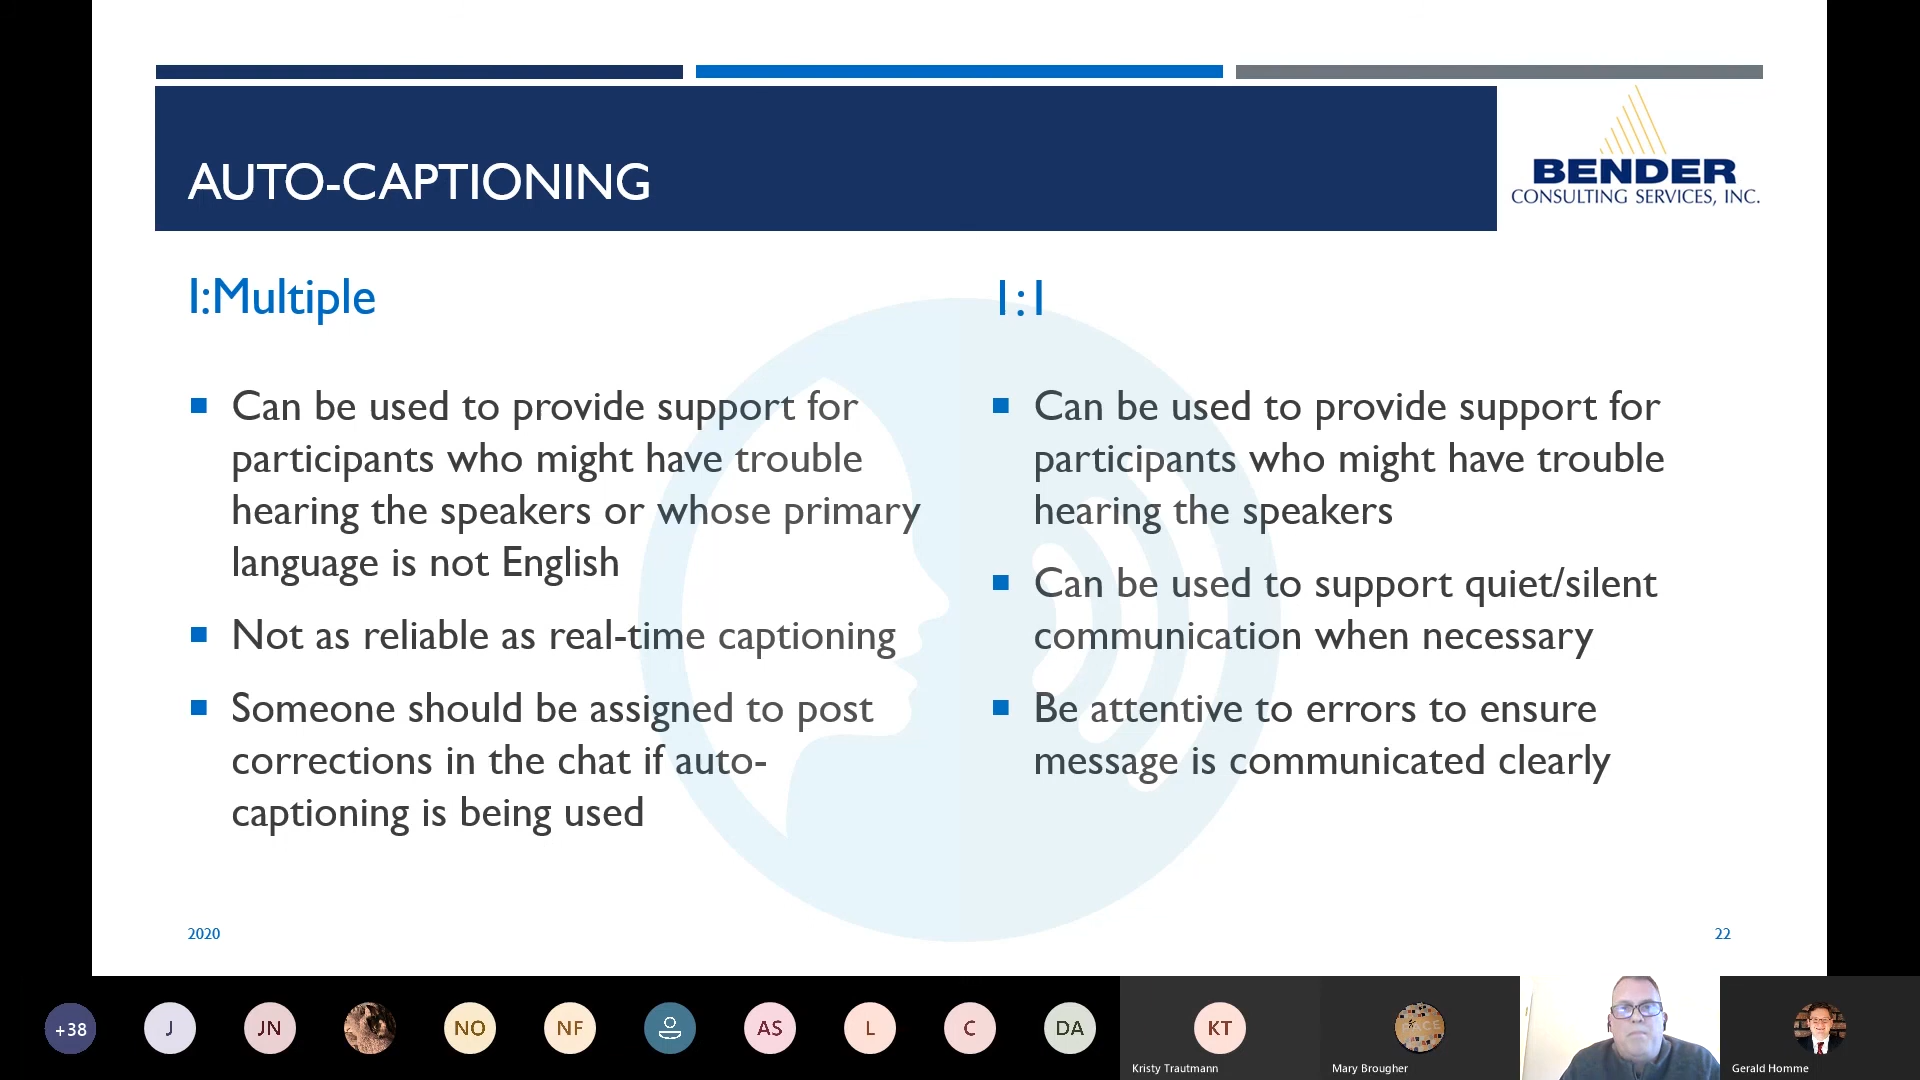 AUTO-CAPTIONING
BENDER
CONSULTING SERVICES, INC.
1:Multiple
Can be used to provide support for
participants who might have trouble
hearing the speakers or whose primary
language is not English
Not as reliable as real-time captioning
Someone should be assigned to post
corrections in the chat if auto-
captioning is being used
1:1
Can be used to provide support for
participants who might have trouble
hearing the speakers
Can be used to support quiet/silent
communication when necessary
Be attentive to errors to ensure
message is communicated clearly
2020
22
+38
J
JN
NO
NF
AS
L
C
DA
KT
PACE
Kristy Trautmann
Mary Brougher
Gerald Homme